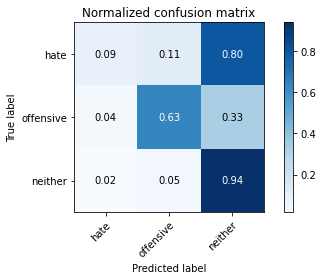 Normalized confusion matrix
True label
hate 0.09 0.11 0.80
offensive 0.04 0.63 0.33
neither 0.02 0.05 0.94
hate offensive neither
Predicted label
0.8
0.6
0.4
0.2